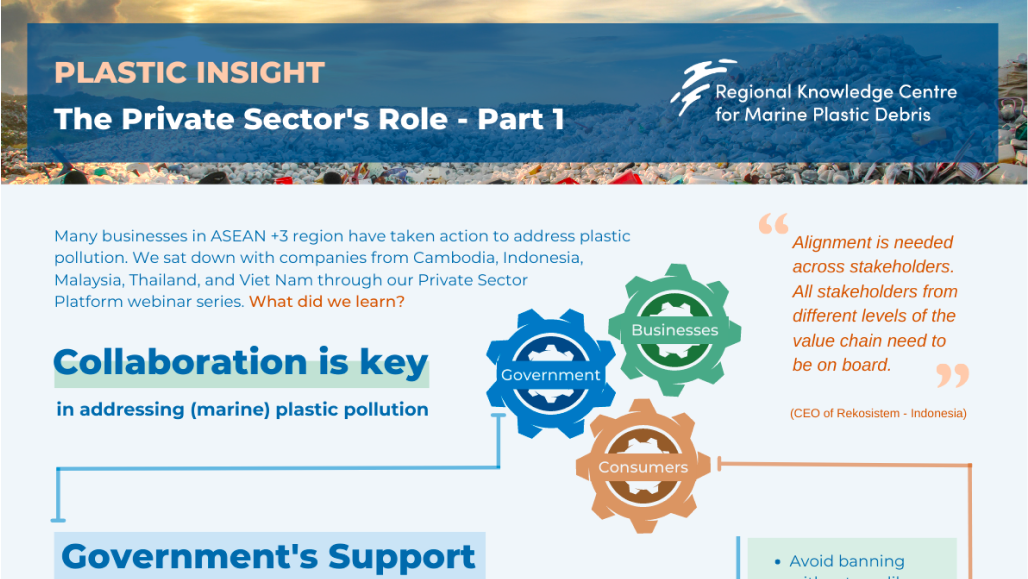 PLASTIC INSIGHT
The Private Sector's Role - Part 1
Regional Knowledge Centre
for Marine Plastic Debris
Many businesses in ASEAN +3 region have taken action to address plastic
pollution. We sat down with companies from Cambodia, Indonesia,
Malaysia, Thailand, and Viet Nam through our Private Sector
Platform webinar series. What did we learn?
Collaboration is key
in addressing (marine) plastic pollution
Government
Businesses
Consumers
“Alignment is needed
across stakeholders.
All stakeholders from
different levels of the
value chain need to
be on board.”
(CEO of Rekosistem - Indonesia)
Government's Support
• Avoid banning